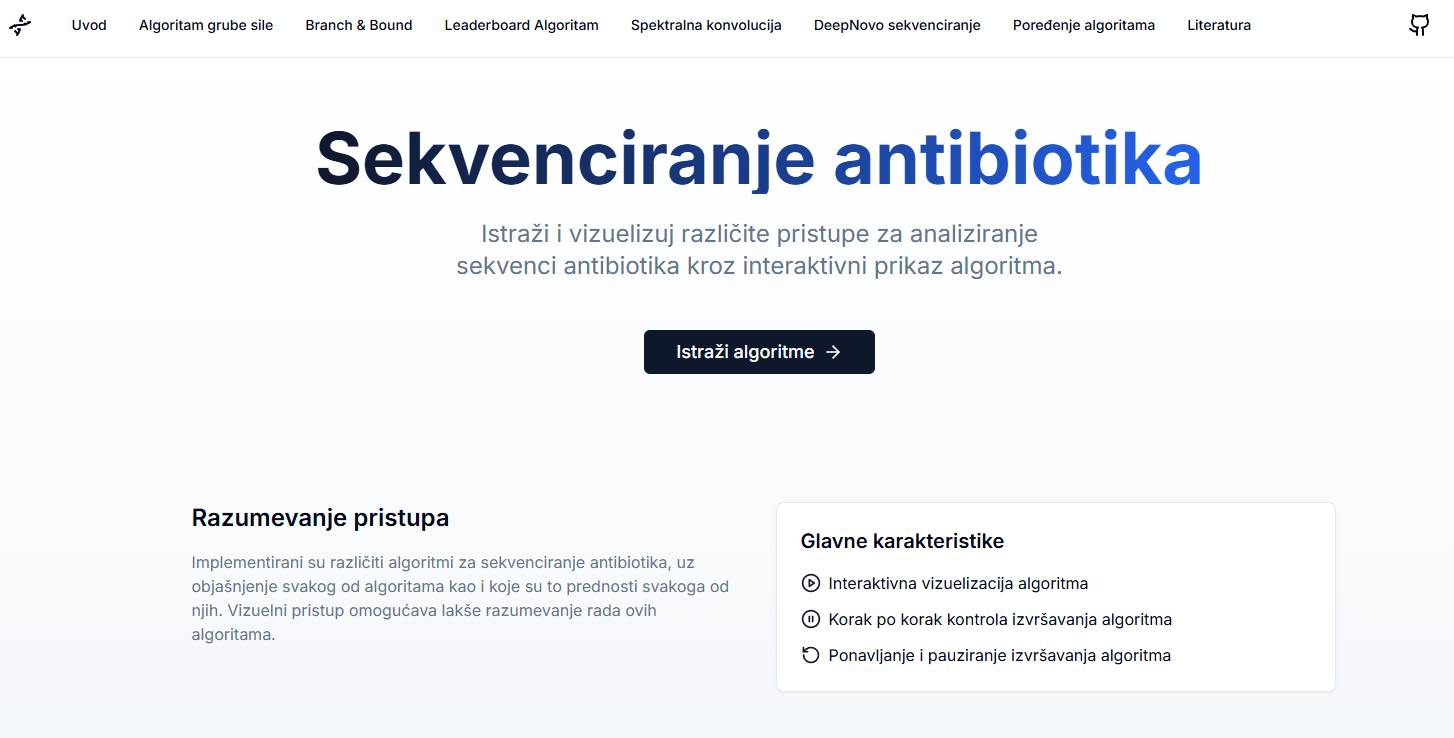 Uvod Algoritam grube sile Branch & Bound Leaderboard Algoritam Spektralna konvolucija DeepNovo sekvenciranje Poređenje algoritama Literatura
Sekvenciranje antibiotika
Istraži i vizuelizuj različite pristupe za analiziranje
sekvenci antibiotika kroz interaktivni prikaz algoritma.
Istraži algoritme →
Razumevanje pristupa
Implementirani su različiti algoritmi za sekvenciranje antibiotika, uz
objašnjenje svakog od algoritama kao i koje su to prednosti svakoga od
njih. Vizuelni pristup omogućava lakše razumevanje rada ovih
algoritama.
Glavne karakteristike
Interaktivna vizuelizacija algoritma
Korak po korak kontrola izvršavanja algoritma
Ponavljanje i pauziranje izvršavanja algoritma